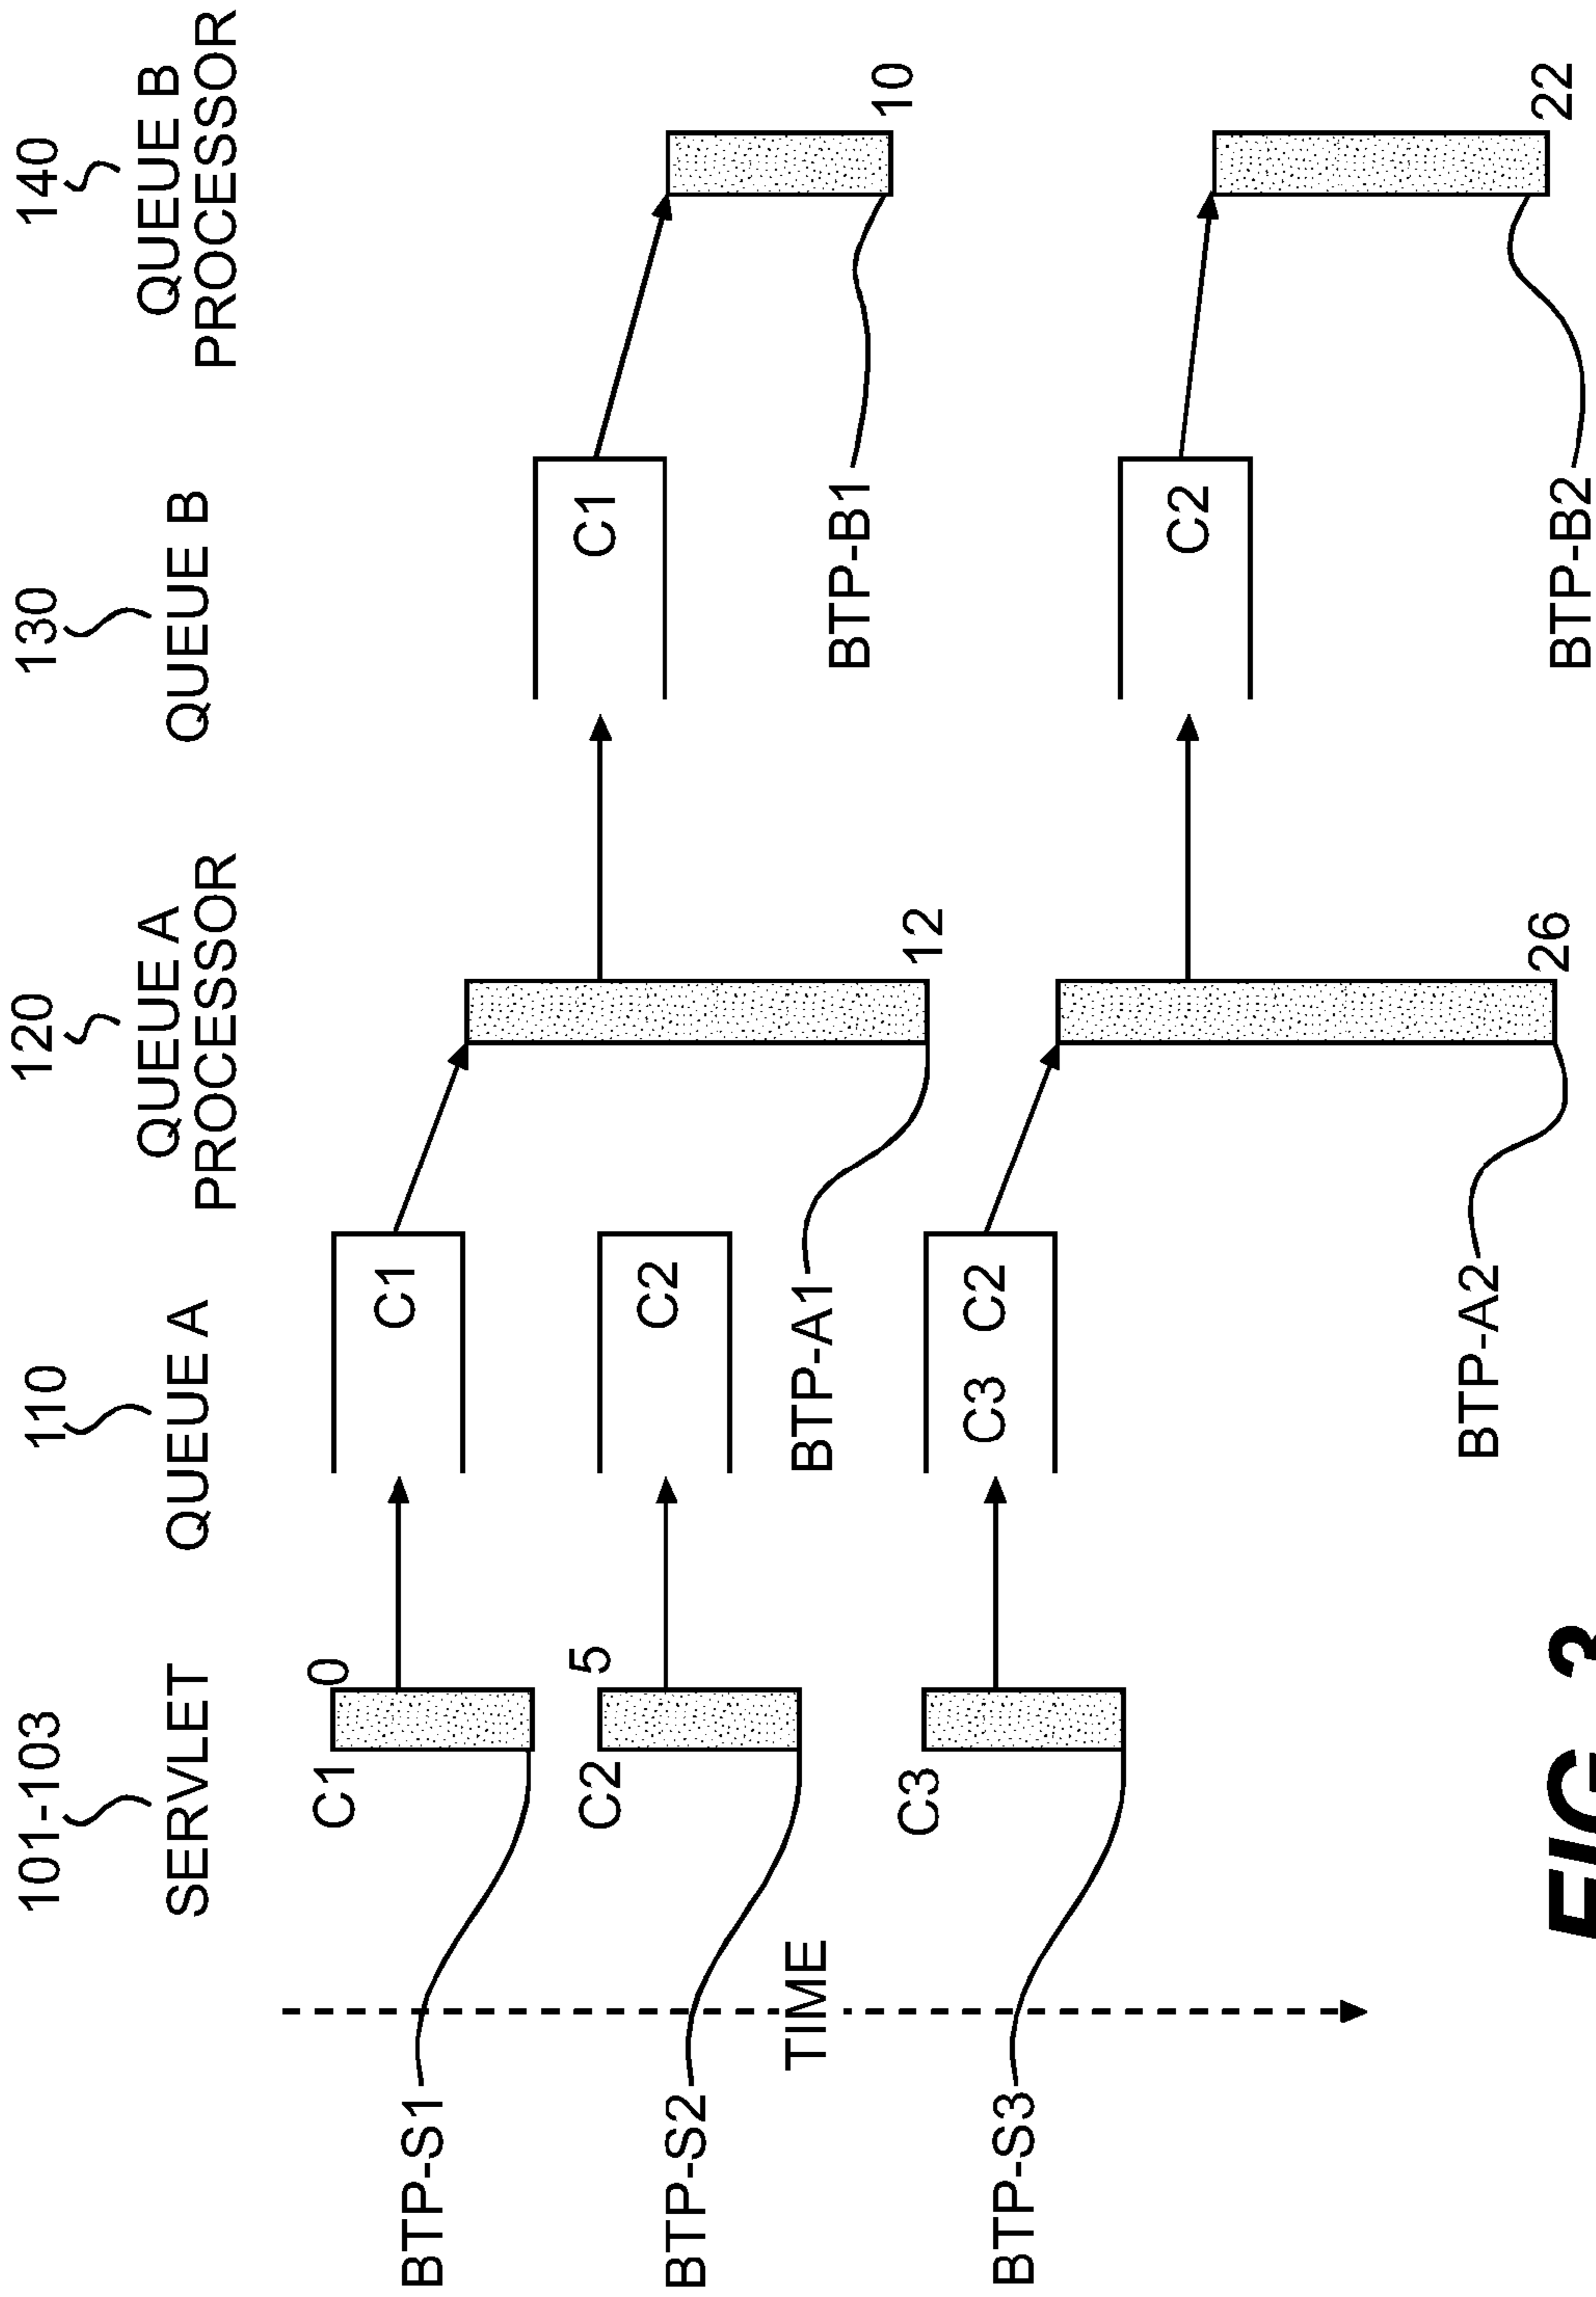 101-103
SERVLET
110
QUEUE A
120
QUEUE A
PROCESSOR
130
QUEUE B
140
QUEUE B
PROCESSOR
C1
0
C1
BTP-S1
C1
C2
5
C2
BTP-S2
TIME
BTP-A1
12
BTP-B1
10
C3
C3 C2
BTP-S3
C2
BTP-A2
26
BTP-B2
22
FIG. 3